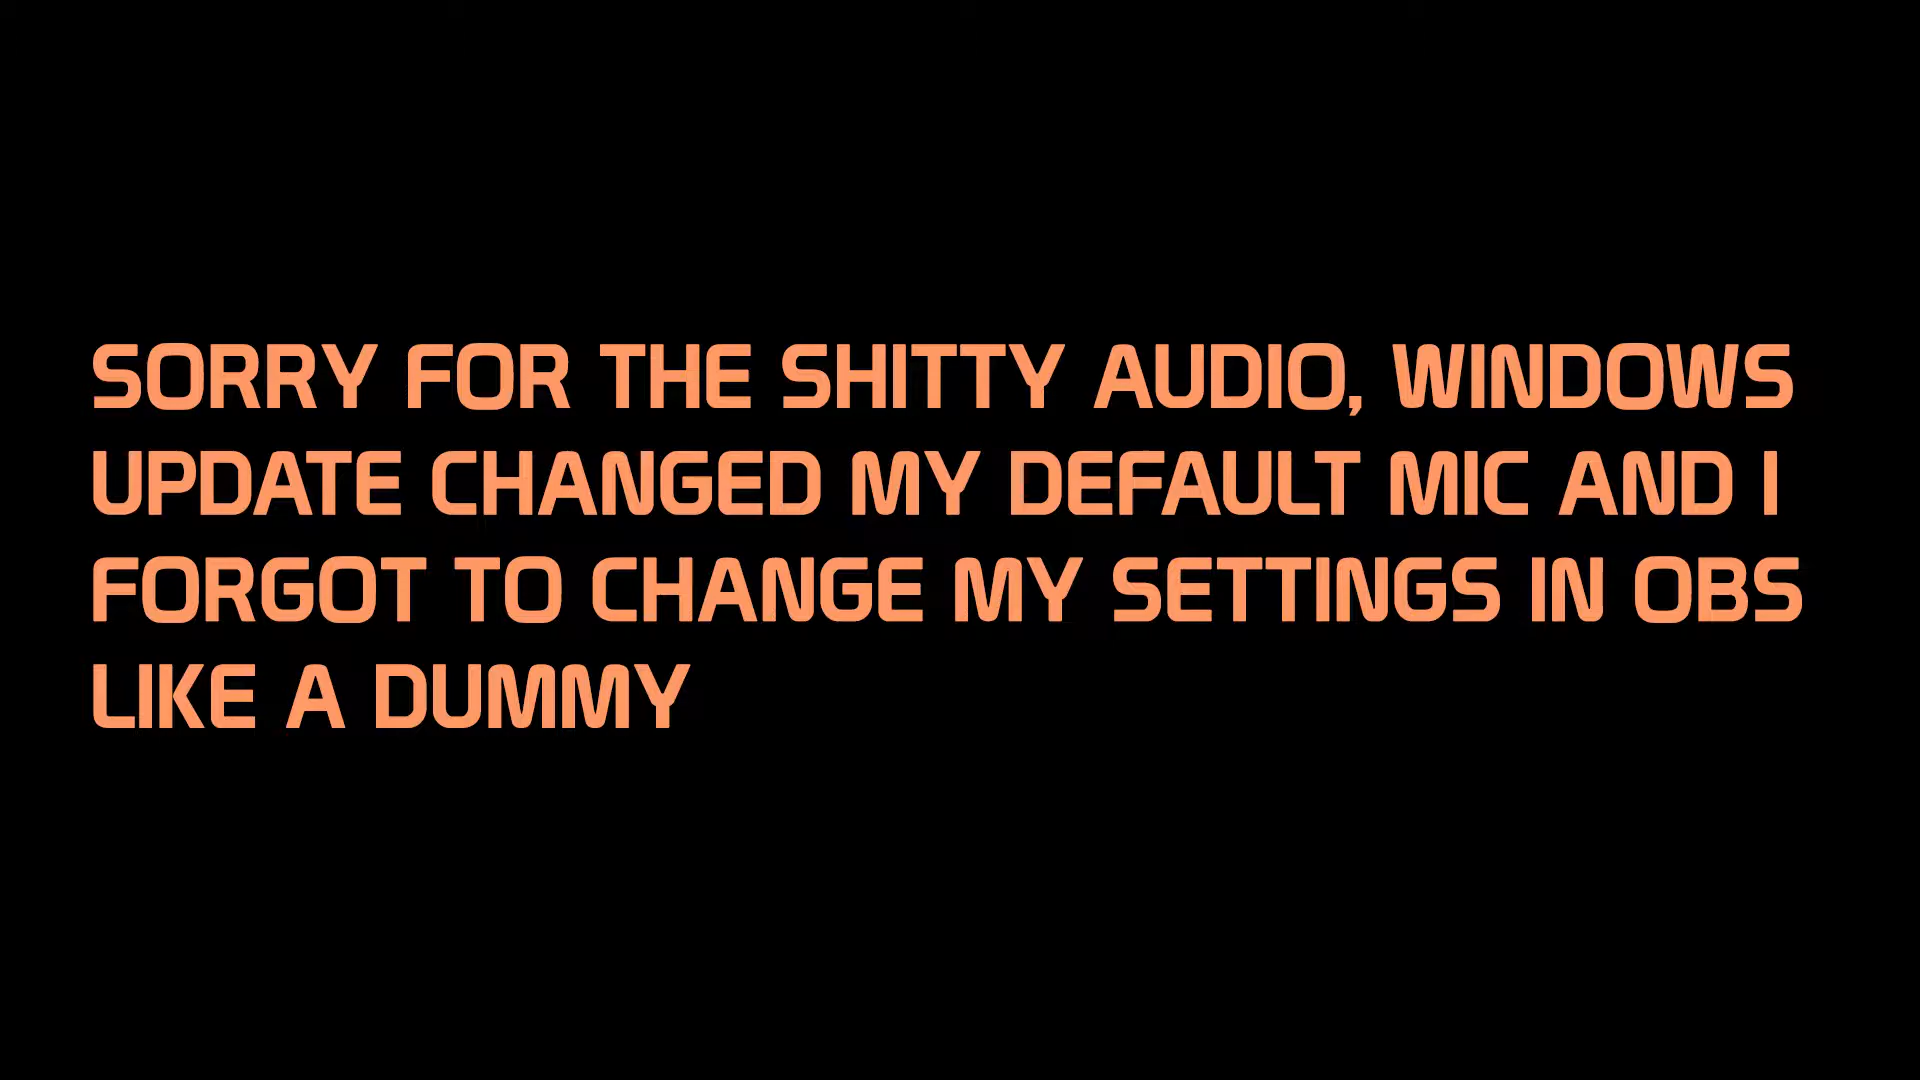 SORRY FOR THE SHITTY AUDIO, WINDOWS
UPDATE CHANGED MY DEFAULT MIC AND I
FORGOT TO CHANGE MY SETTINGS IN OBS
LIKE A DUMMY